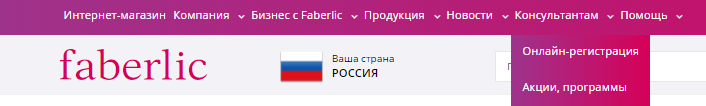 Интернет-магазин Компания Бизнес с Faberlic Продукция Новости Консультантам Помощь
Онлайн-регистрация
Акции, программы
faberlic
Ваша страна
РОССИЯ